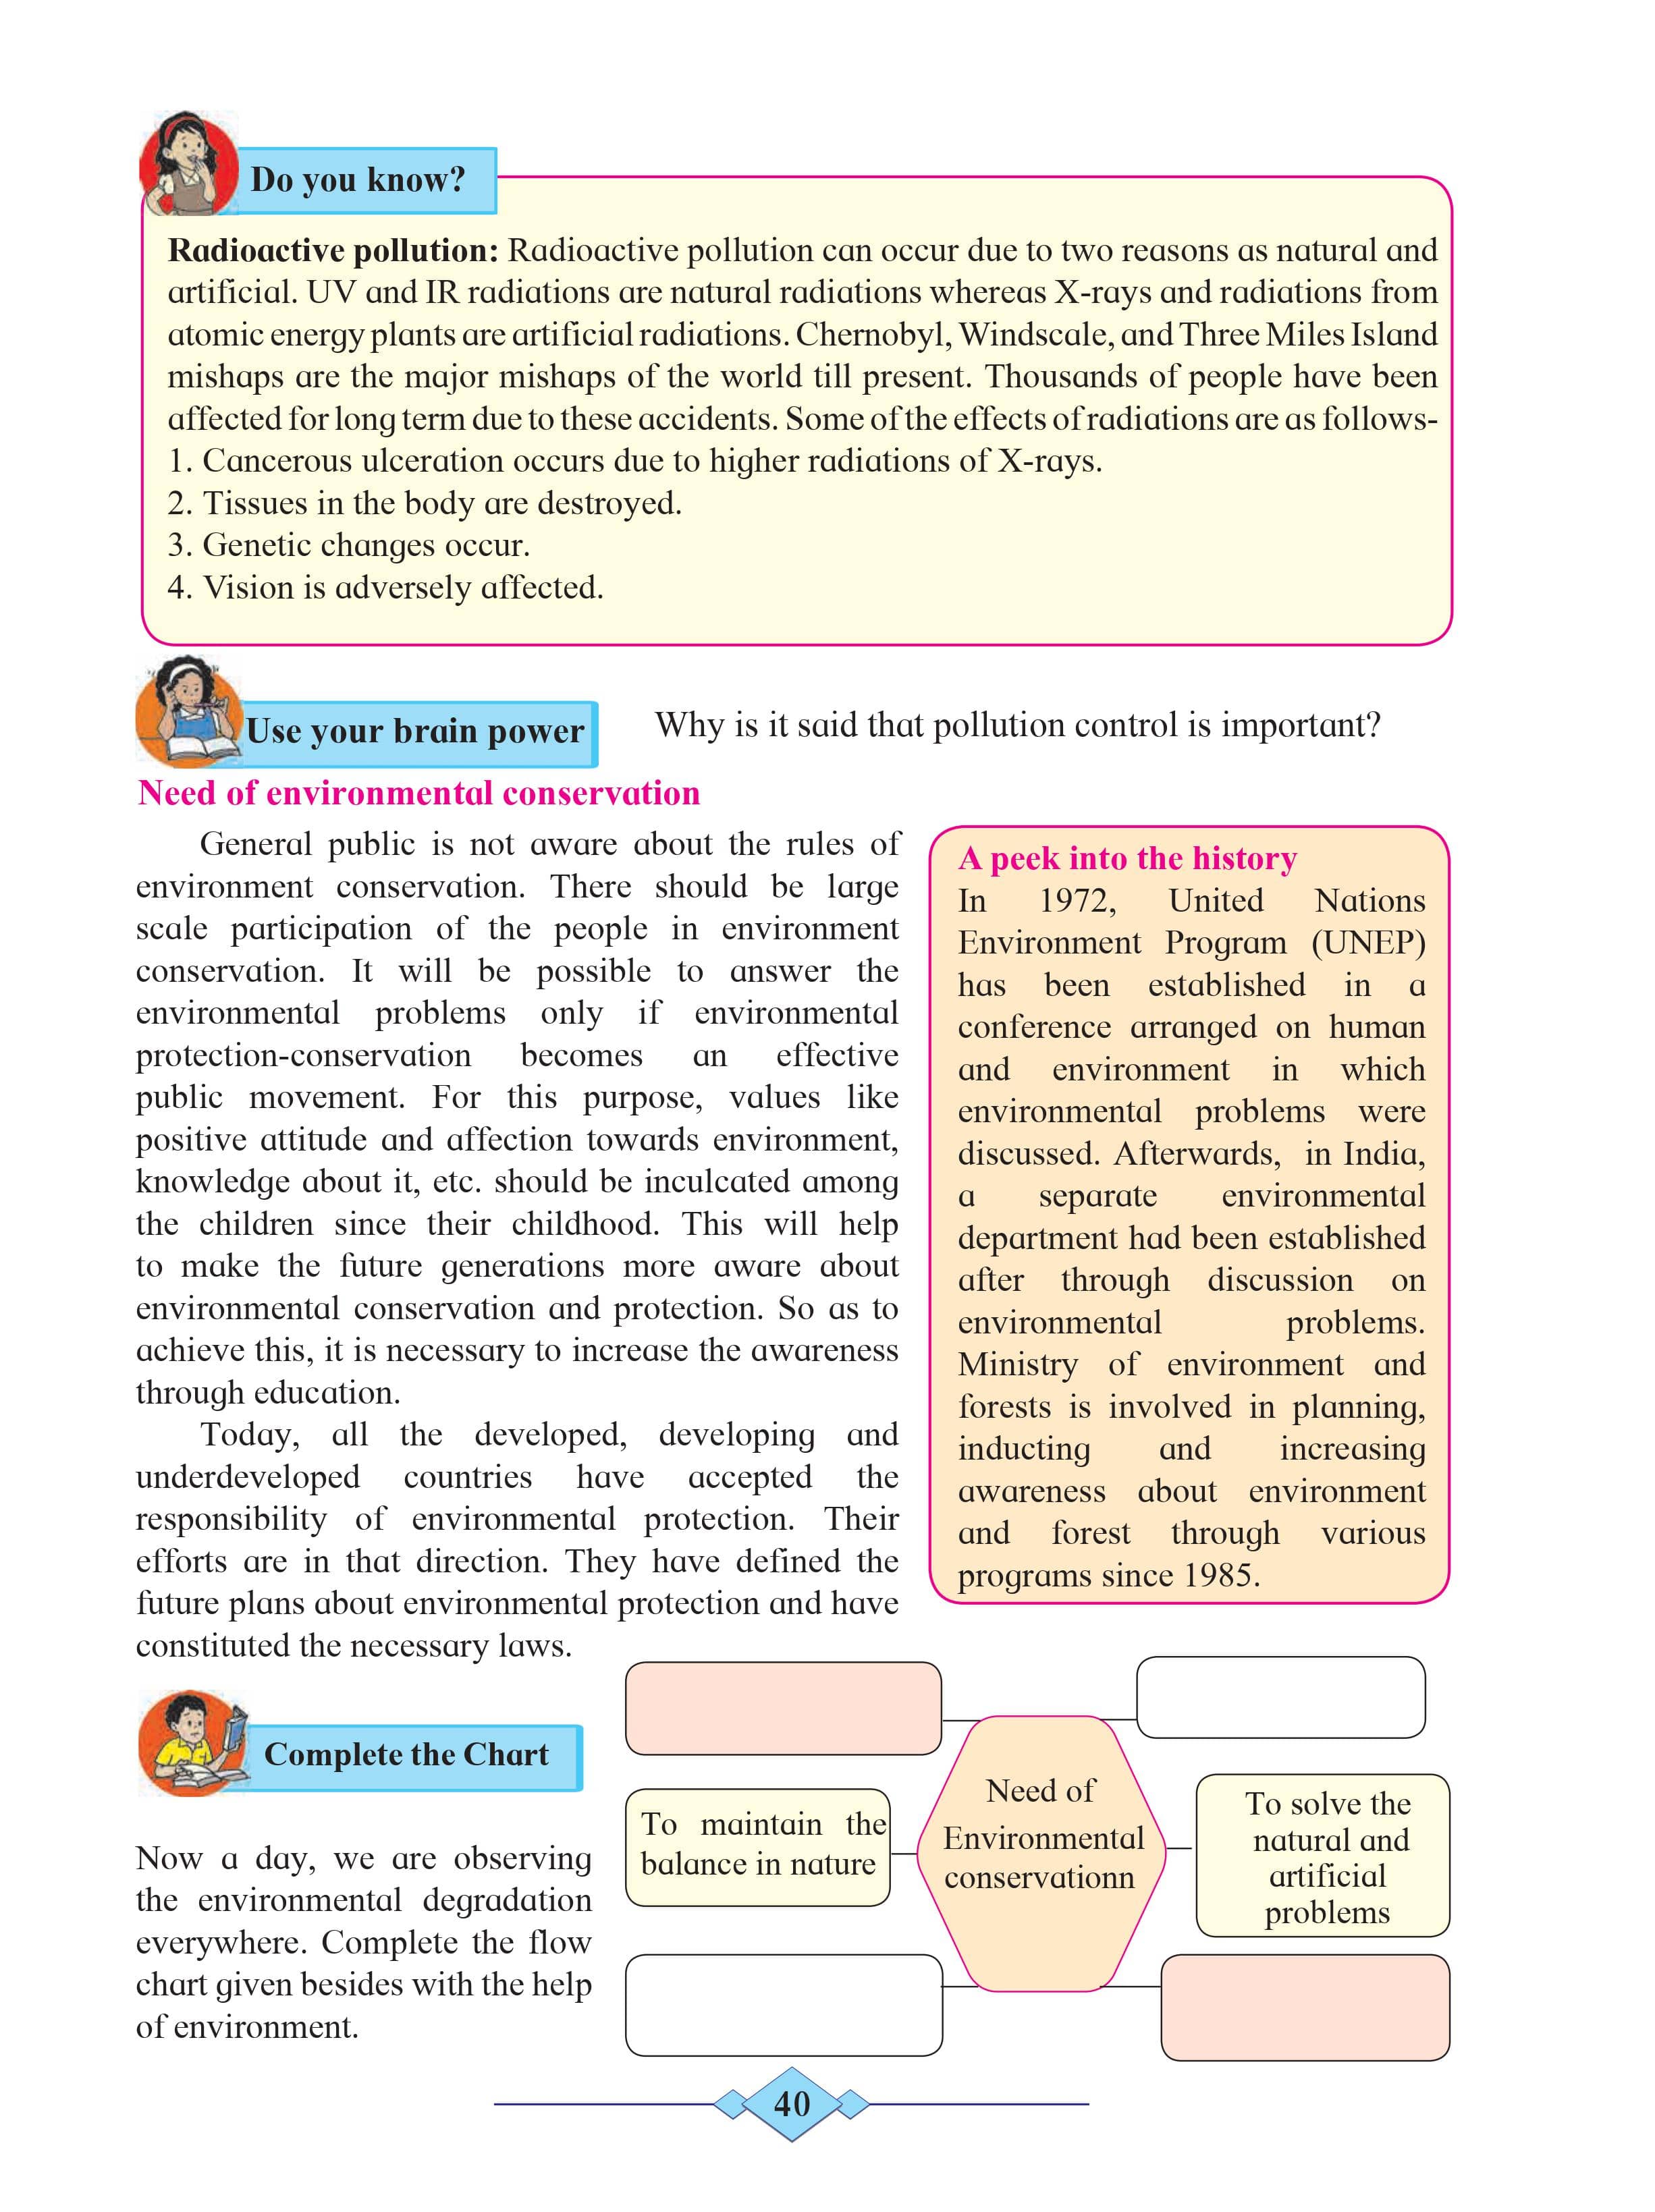 Do you know?
Radioactive pollution: Radioactive pollution can occur due to two reasons as natural and
artificial. UV and IR radiations are natural radiations whereas X-rays and radiations from
atomic energy plants are artificial radiations. Chernobyl, Windscale, and Three Miles Island
mishaps are the major mishaps of the world till present. Thousands of people have been
affected for long term due to these accidents. Some of the effects of radiations are as follows-
1. Cancerous ulceration occurs due to higher radiations of X-rays.
2. Tissues in the body are destroyed.
3. Genetic changes occur.
4. Vision is adversely affected.
Use your brain power
Why is it said that pollution control is important?
Need of environmental conservation
General public is not aware about the rules of
environment conservation. There should be large
scale participation of the people in environment
conservation. It will be possible to answer the
environmental problems only if environmental
protection-conservation becomes an effective
public movement. For this purpose, values like
positive attitude and affection towards environment,
knowledge about it, etc. should be inculcated among
the children since their childhood. This will help
to make the future generations more aware about
environmental conservation and protection. So as to
achieve this, it is necessary to increase the awareness
through education.
Today, all the developed, developing and
underdeveloped countries have accepted the
responsibility of environmental protection. Their
efforts are in that direction. They have defined the
future plans about environmental protection and have
constituted the necessary laws.
A peek into the history
In 1972, United Nations
Environment Program (UNEP)
has been established in a
conference arranged on human
and environment in which
environmental problems were
discussed. Afterwards, in India,
a separate environmental
department had been established
after through discussion on
environmental problems.
Ministry of environment and
forests is involved in planning,
inducting and increasing
awareness about environment
and forest through various
programs since 1985.
Complete the Chart
Now a day, we are observing
the environmental degradation
everywhere. Complete the flow
chart given besides with the help
of environment.
To maintain the
balance in nature
Need of
Environmental
conservationn
To solve the
natural and
artificial
problems
40